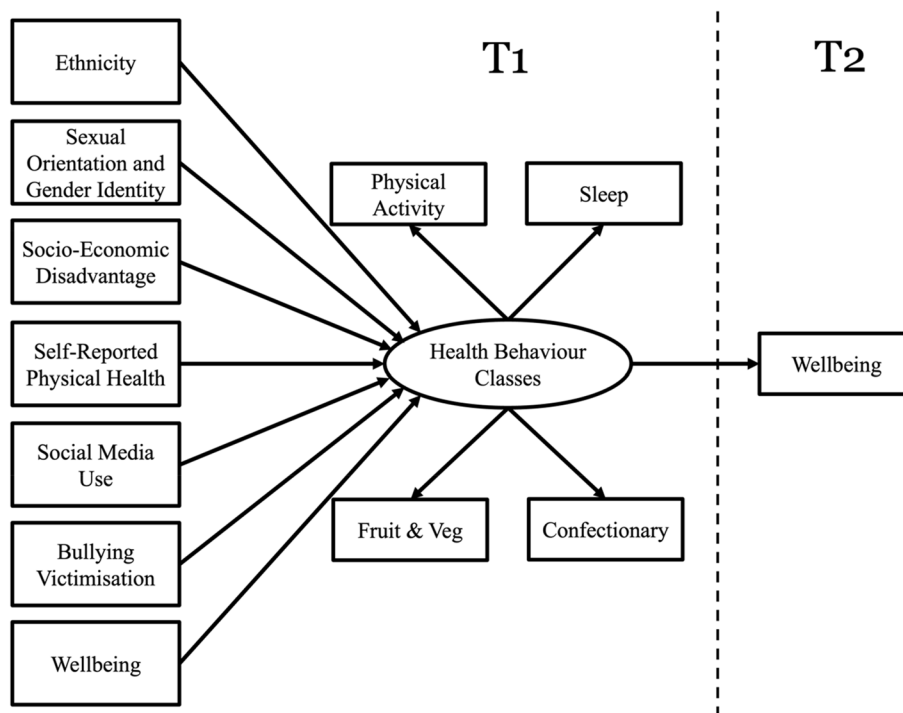 T1
T2
Ethnicity
Sexual
Orientation and
Gender Identity
Socio-Economic
Disadvantage
Self-Reported
Physical Health
Social Media
Use
Bullying
Victimisation
Wellbeing
Physical
Activity
Sleep
Health Behaviour
Classes
Fruit & Veg
Confectionary
Wellbeing